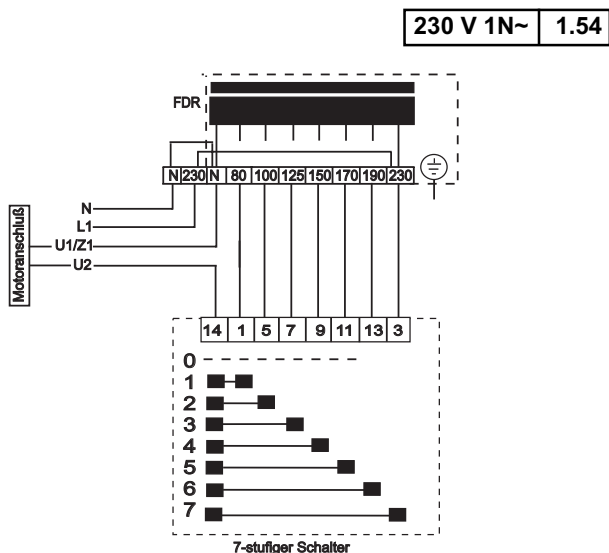 230 V 1N~ 1.54
FDR
N 230 N 80 100 125 150 170 190 230
N
L1
U1/Z1
U2
Motoranschluß
14 1 5 7 9 11 13 3
0
1
2
3
4
5
6
7
7-stufiger Schalter